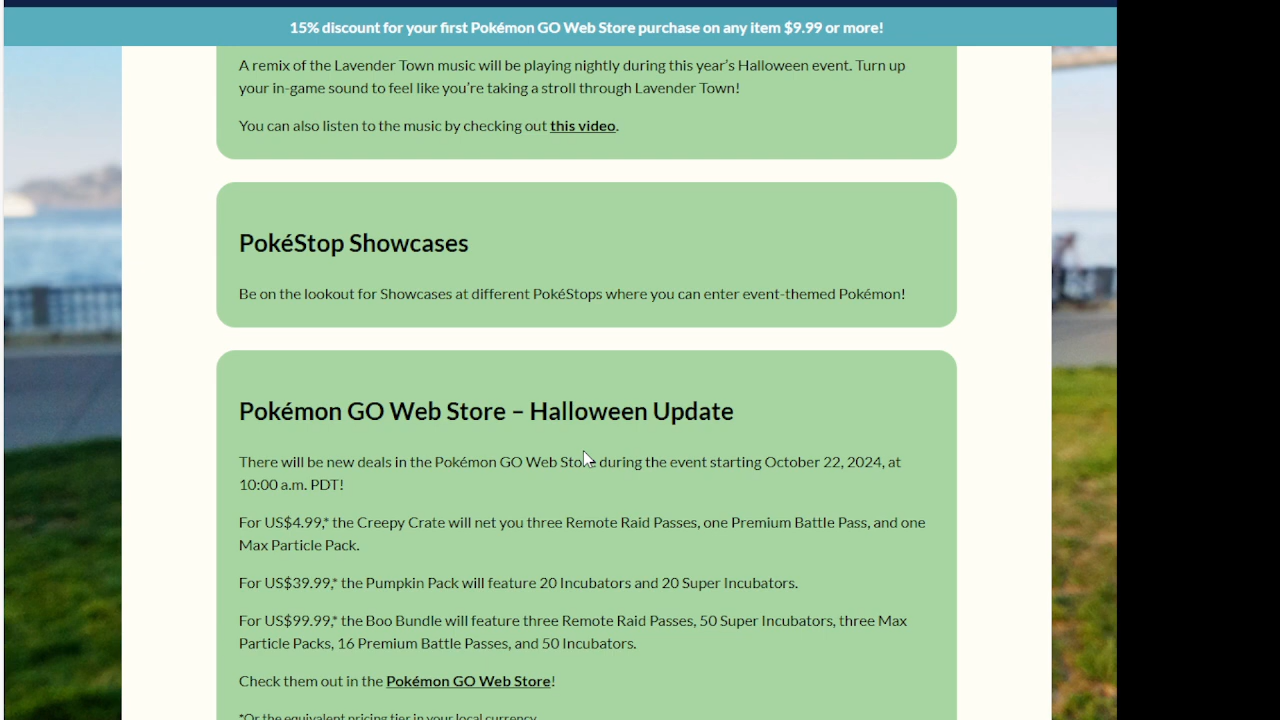 15% discount for your first Pokémon GO Web Store purchase on any item $9.99 or more!
A remix of the Lavender Town music will be playing nightly during this year’s Halloween event. Turn up
your in-game sound to feel like you’re taking a stroll through Lavender Town!
You can also listen to the music by checking out this video.
PokéStop Showcases
Be on the lookout for Showcases at different PokéStops where you can enter event-themed Pokémon!
Pokémon GO Web Store – Halloween Update
There will be new deals in the Pokémon GO Web Store during the event starting October 22, 2024, at
10:00 a.m. PDT!
For US$4.99,* the Creepy Crate will net you three Remote Raid Passes, one Premium Battle Pass, and one
Max Particle Pack.
For US$39.99,* the Pumpkin Pack will feature 20 Incubators and 20 Super Incubators.
For US$99.99,* the Boo Bundle will feature three Remote Raid Passes, 50 Super Incubators, three Max
Particle Packs, 16 Premium Battle Passes, and 50 Incubators.
Check them out in the Pokémon GO Web Store!
*Or the equivalent pricing tier in your local currency